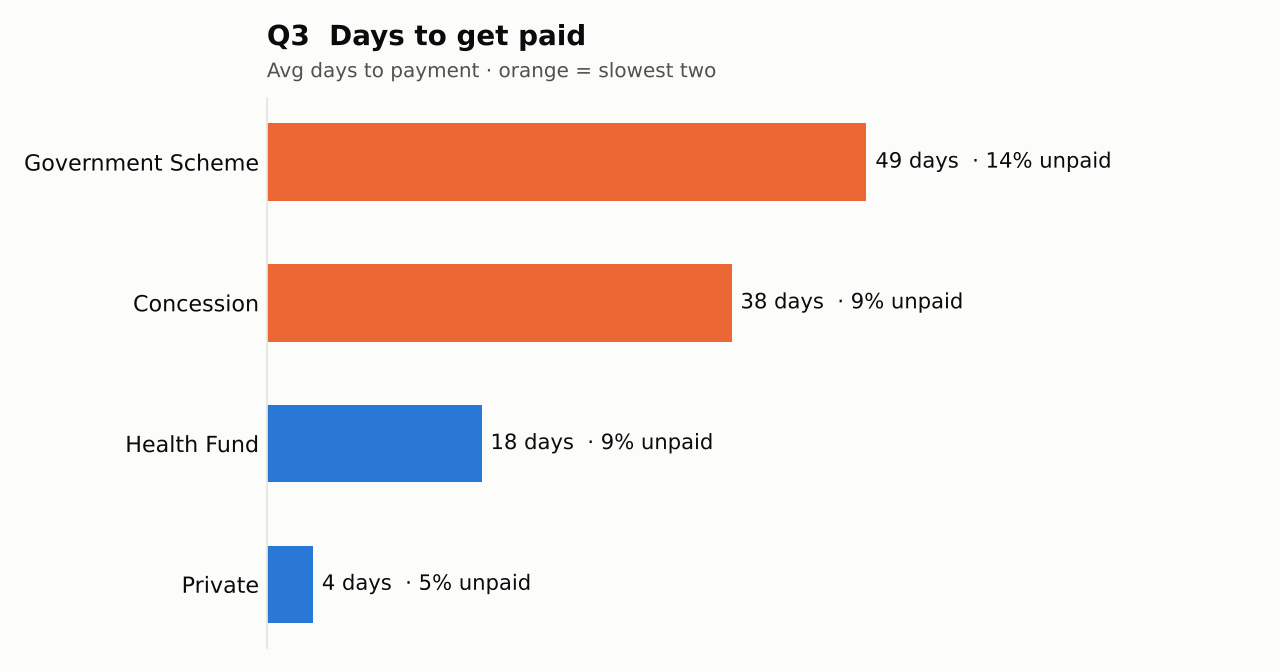 Q3  Days to get paid
Avg days to payment · orange = slowest two
Government Scheme 49 days  · 14% unpaid
Concession 38 days  · 9% unpaid
Health Fund 18 days  · 9% unpaid
Private 4 days  · 5% unpaid